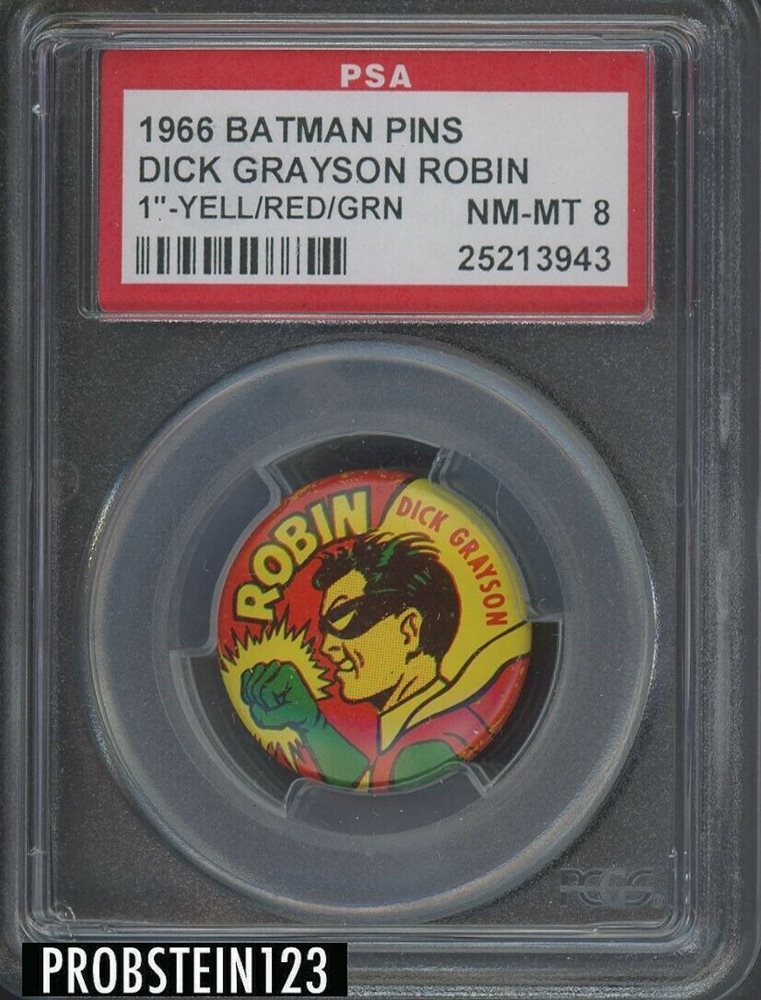 PSA
1966 BATMAN PINS
DICK GRAYSON ROBIN
1"-YELL/RED/GRN NM-MT 8
25213943
ROBIN
DICK GRAYSON
PCGS
PROBSTEIN123